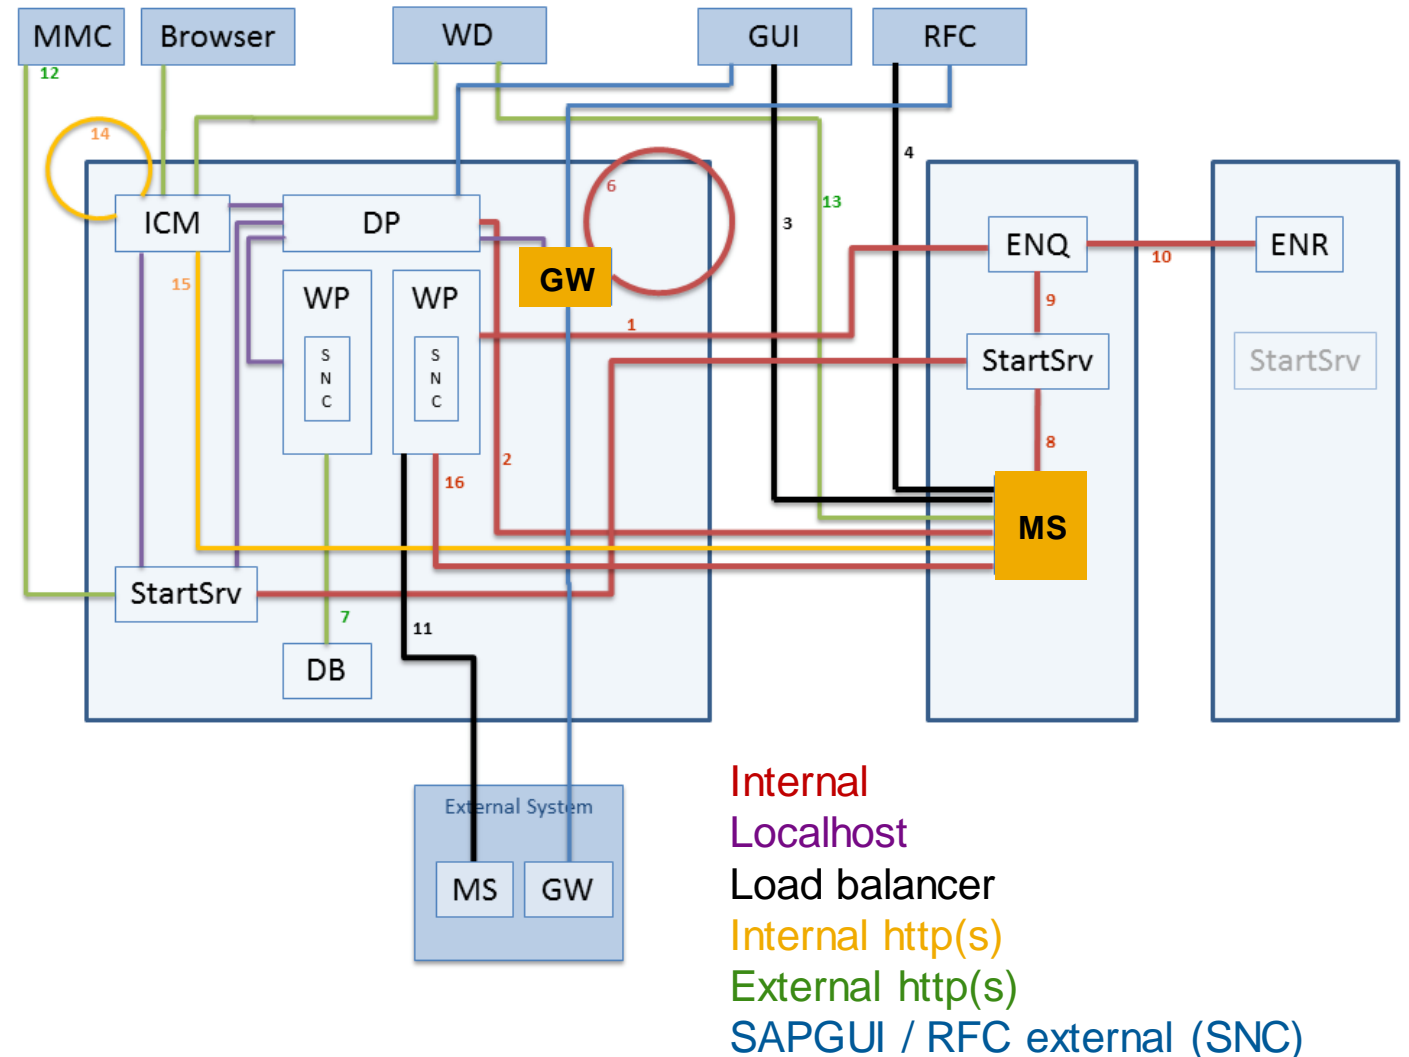 MMC
Browser
WD
GUI
RFC
12
14
4
6
13
3
ICM
DP
ENQ
ENR
10
15
GW
9
WP
WP
1
S
N
C
S
N
C
StartSrv
StartSrv
8
2
16
MS
StartSrv
7
11
DB
External System
MS
GW
Internal
Localhost
Load balancer
Internal http(s)
External http(s)
SAPGUI / RFC external (SNC)